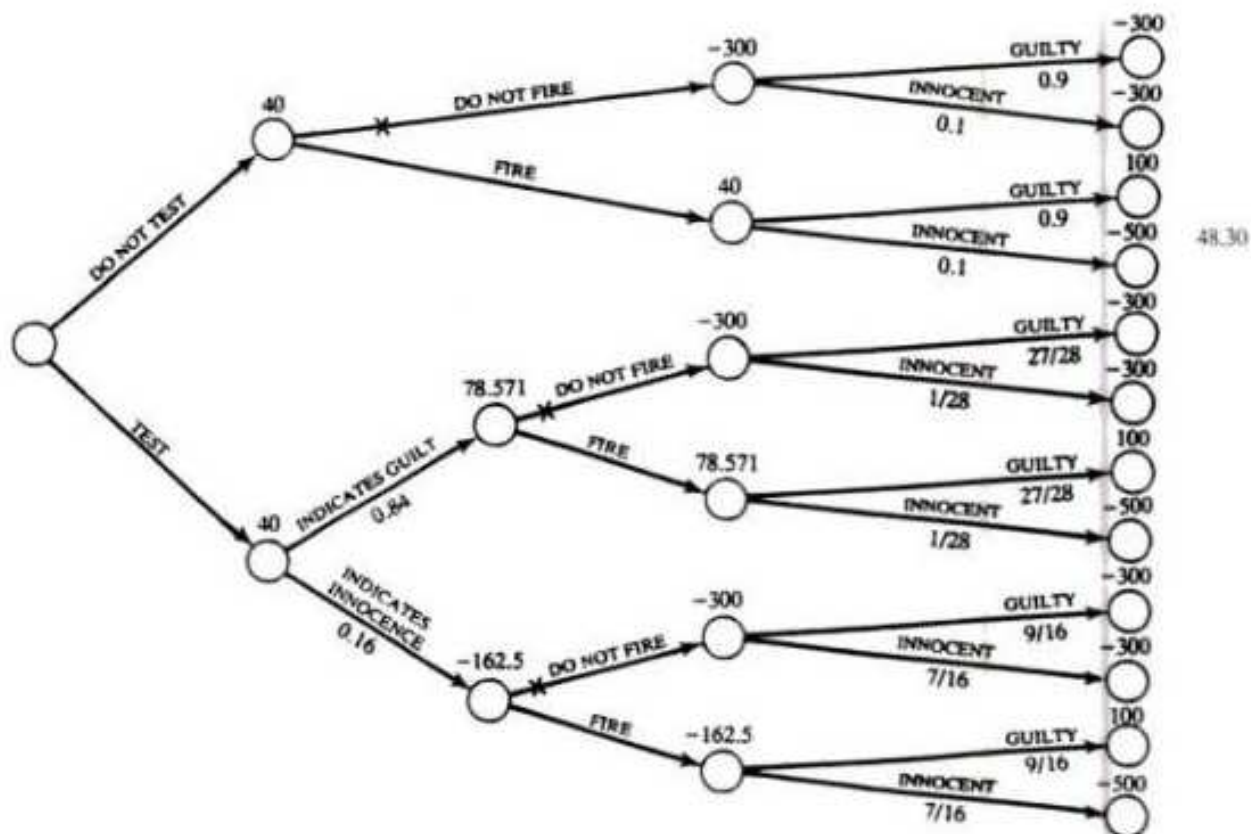 -300
-300
GUILTY
0.9
40
DO NOT FIRE
-300
INNOCENT
0.1
100
FIRE
40
GUILTY
0.9
DO NOT TEST
-500
INNOCENT
0.1
48.30
-300
-300
GUILTY
27/28
78.571
DO NOT FIRE
-300
INNOCENT
1/28
100
TEST
FIRE
78.571
GUILTY
27/28
INDICATES GUILT
0.84
-500
INNOCENT
1/28
40
-300
INDICATES
INNOCENCE
0.16
-300
GUILTY
9/16
-162.5
DO NOT FIRE
-300
INNOCENT
7/16
100
FIRE
-162.5
GUILTY
9/16
-500
INNOCENT
7/16